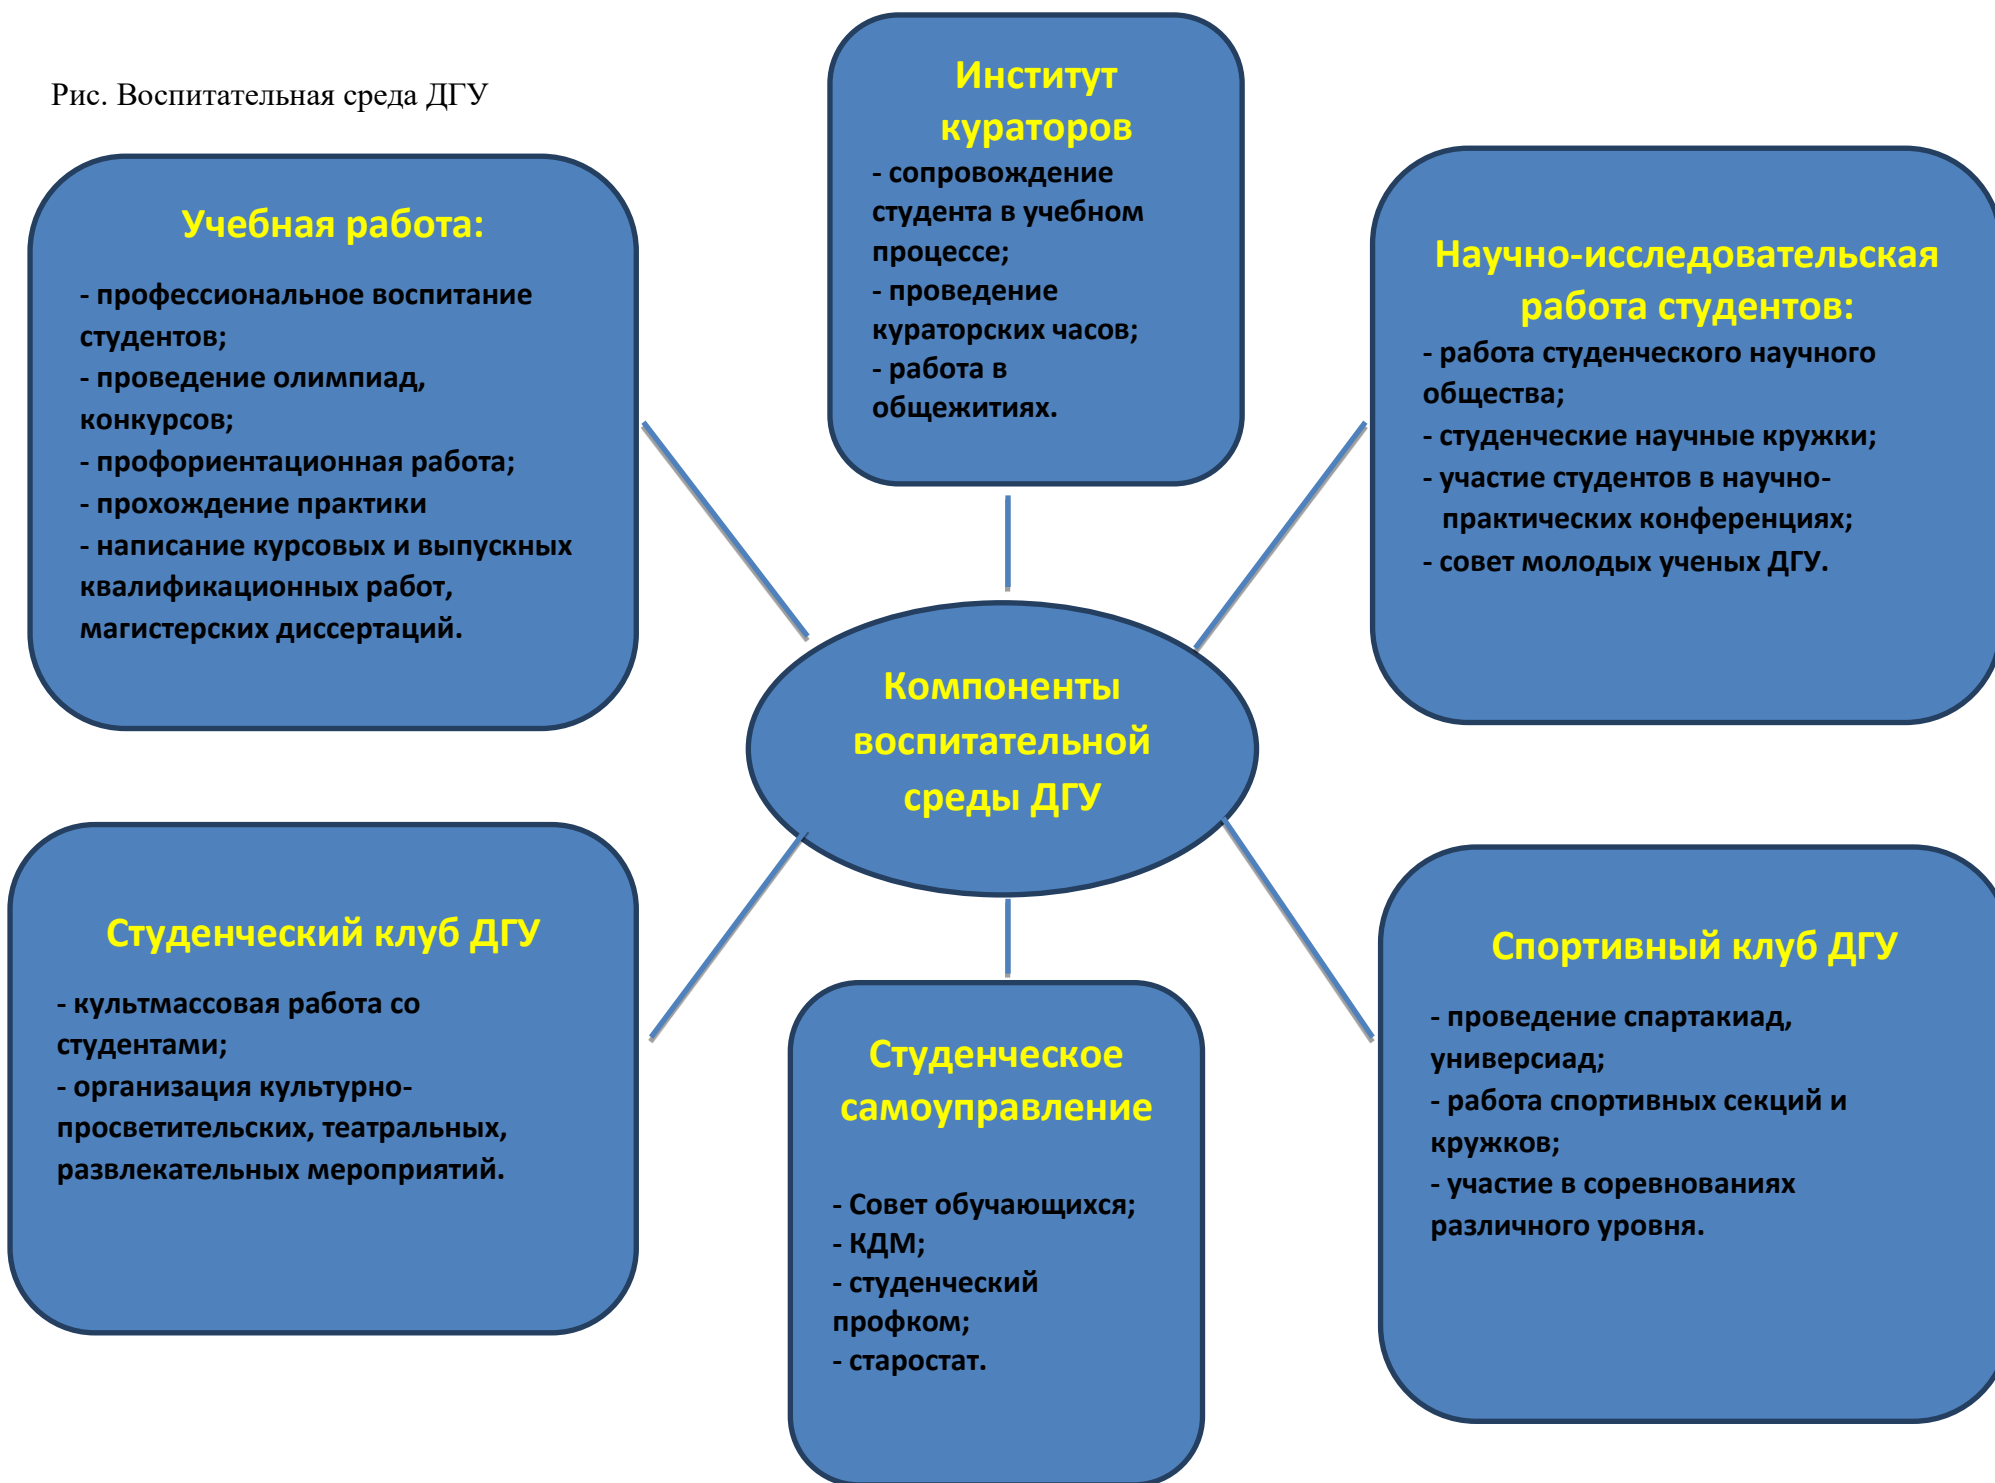 Рис. Воспитательная среда ДГУ
Институт
кураторов
- сопровождение
студента в учебном
процессе;
- проведение
кураторских часов;
- работа в
общежитиях.
Учебная работа:
- профессиональное воспитание
студентов;
- проведение олимпиад,
конкурсов;
- профориентационная работа;
- прохождение практики
- написание курсовых и выпускных
квалификационных работ,
магистерских диссертаций.
Научно-исследовательская
работа студентов:
- работа студенческого научного
общества;
- студенческие научные кружки;
- участие студентов в научно-
практических конференциях;
- совет молодых ученых ДГУ.
Компоненты
воспитательной
среды ДГУ
Студенческий клуб ДГУ
- культмассовая работа со
студентами;
- организация культурно-
просветительских, театральных,
развлекательных мероприятий.
Студенческое
самоуправление
- Совет обучающихся;
- КДМ;
- студенческий
профком;
- старостат.
Спортивный клуб ДГУ
- проведение спартакиад,
универсиад;
- работа спортивных секций и
кружков;
- участие в соревнованиях
различного уровня.